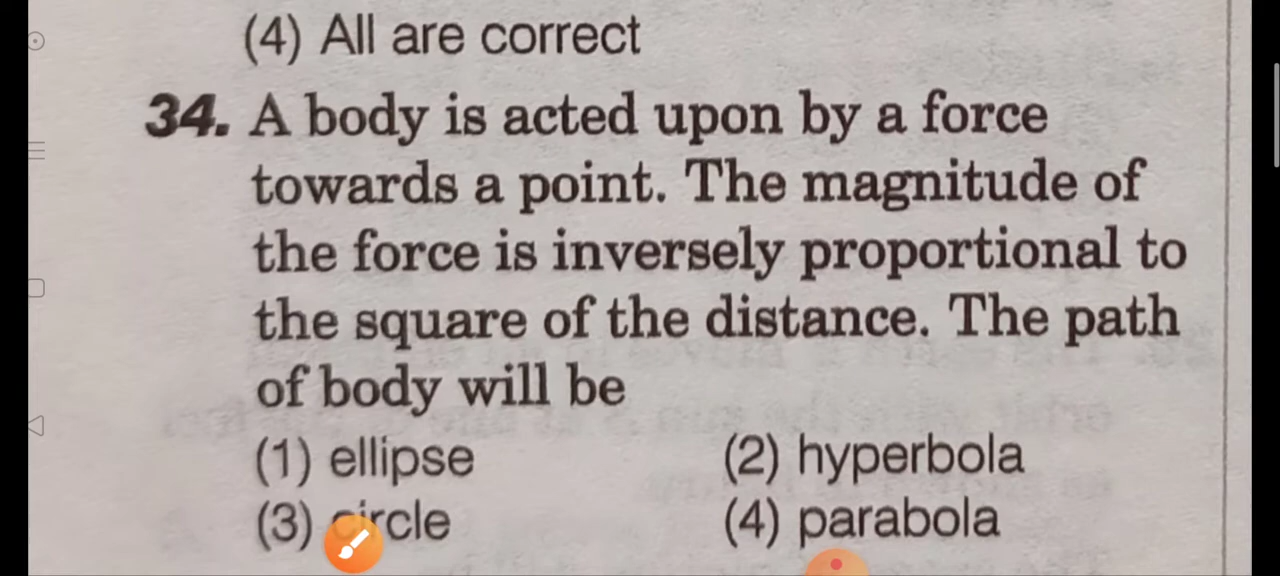 (4) All are correct
34. A body is acted upon by a force
towards a point. The magnitude of
the force is inversely proportional to
the square of the distance. The path
of body will be
(1) ellipse (2) hyperbola
(3) circle (4) parabola